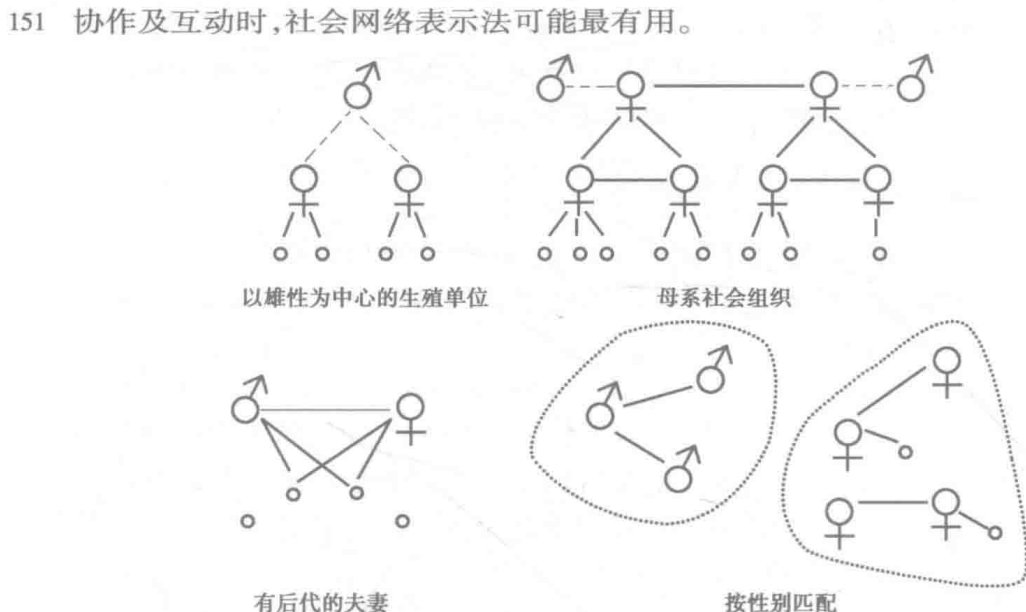 151 协作及互动时,社会网络表示法可能最有用。
以雄性为中心的生殖单位
母系社会组织
有后代的夫妻
按性别匹配